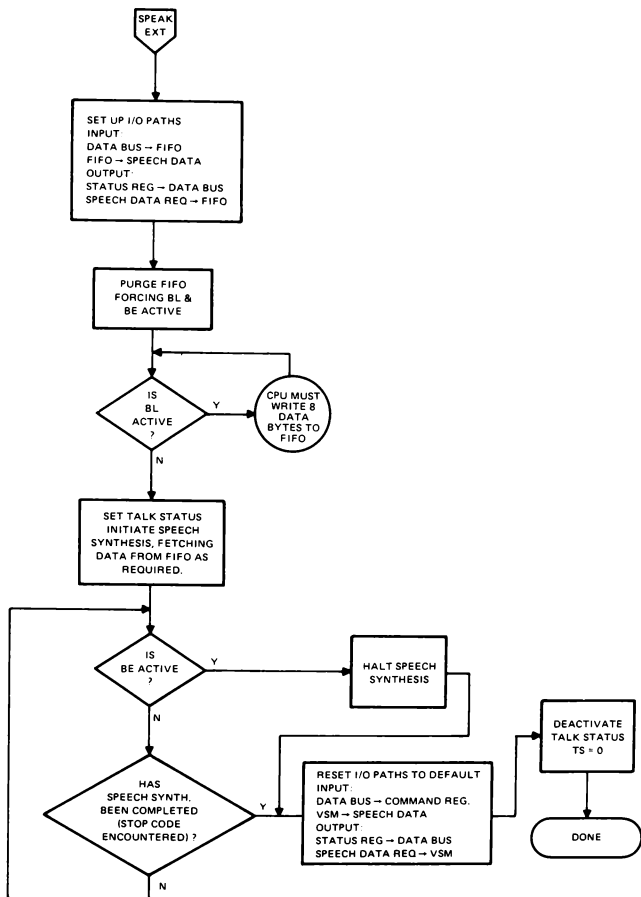 SPEAK
EXT
SET UP I/O PATHS
INPUT:
DATA BUS → FIFO
FIFO → SPEECH DATA
OUTPUT:
STATUS REG → DATA BUS
SPEECH DATA REQ → FIFO
PURGE FIFO
FORCING BL &
BE ACTIVE
IS
BL
ACTIVE
?
Y
CPU MUST
WRITE 8
DATA
BYTES TO
FIFO
N
SET TALK STATUS
INITIATE SPEECH
SYNTHESIS, FETCHING
DATA FROM FIFO AS
REQUIRED.
IS
BE ACTIVE
?
Y
HALT SPEECH
SYNTHESIS
N
HAS
SPEECH SYNTH,
BEEN COMPLETED
(STOP CODE
ENCOUNTERED) ?
Y
RESET I/O PATHS TO DEFAULT
INPUT:
DATA BUS → COMMAND REG.
VSM → SPEECH DATA
OUTPUT:
STATUS REG → DATA BUS
SPEECH DATA REQ → VSM
DEACTIVATE
TALK STATUS
TS = 0
DONE
N